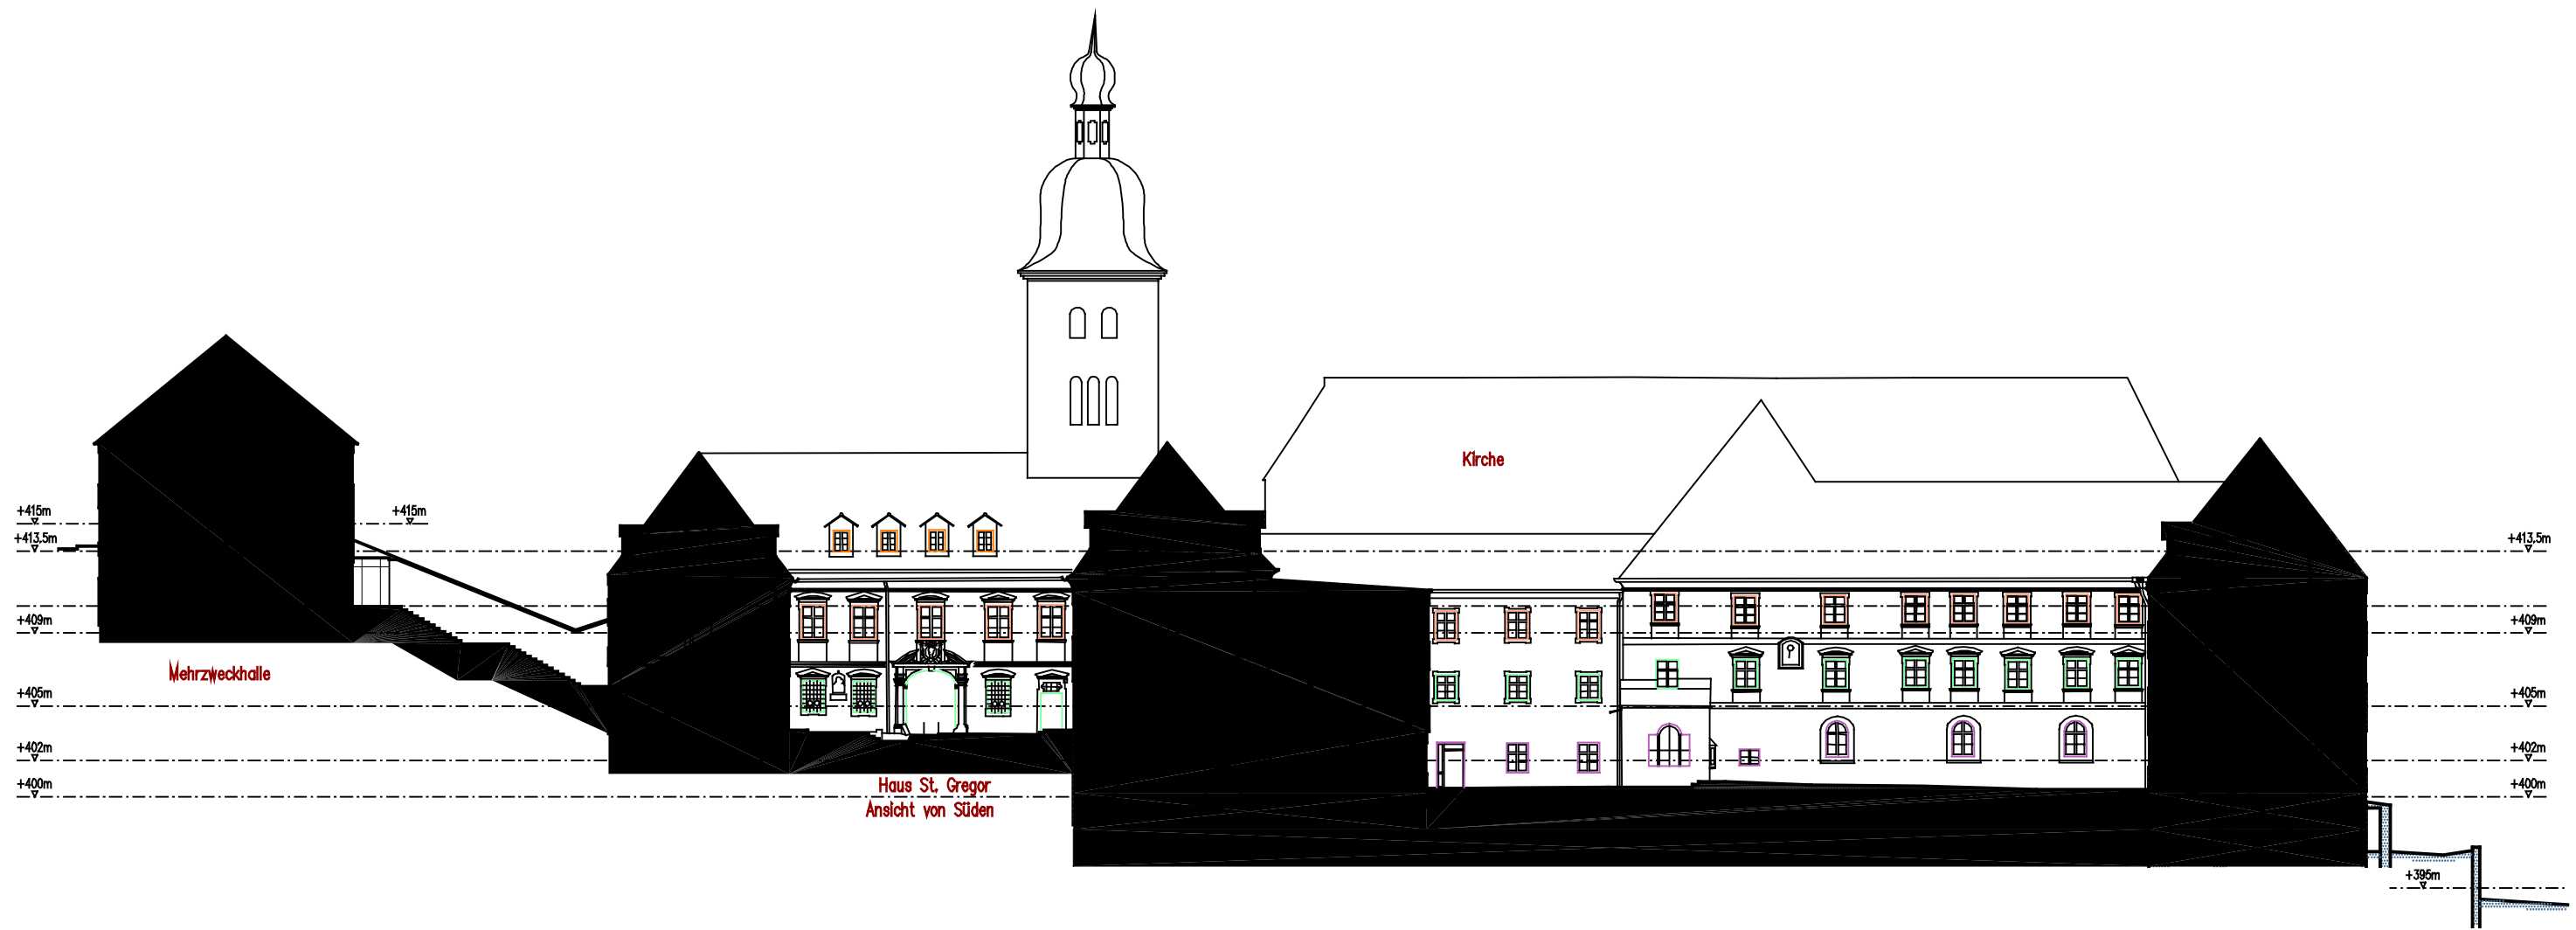 Kirche
+415m
+415m
+413.5m
+413.5m
+409m
+409m
Mehrzweckhalle
+405m
+405m
+402m
+402m
+400m
+400m
Haus St. Gregor
Ansicht von Süden
+395m